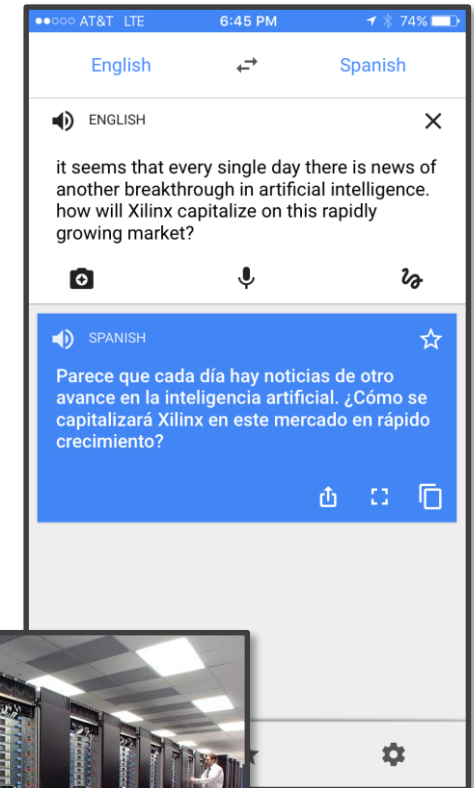 AT&T LTE 6:45 PM 74%
English Spanish
ENGLISH
it seems that every single day there is news of
another breakthrough in artificial intelligence.
how will Xilinx capitalize on this rapidly
growing market?
SPANISH
Parece que cada día hay noticias de otro
avance en la inteligencia artificial. ¿Cómo se
capitalizará Xilinx en este mercado en rápido
crecimiento?